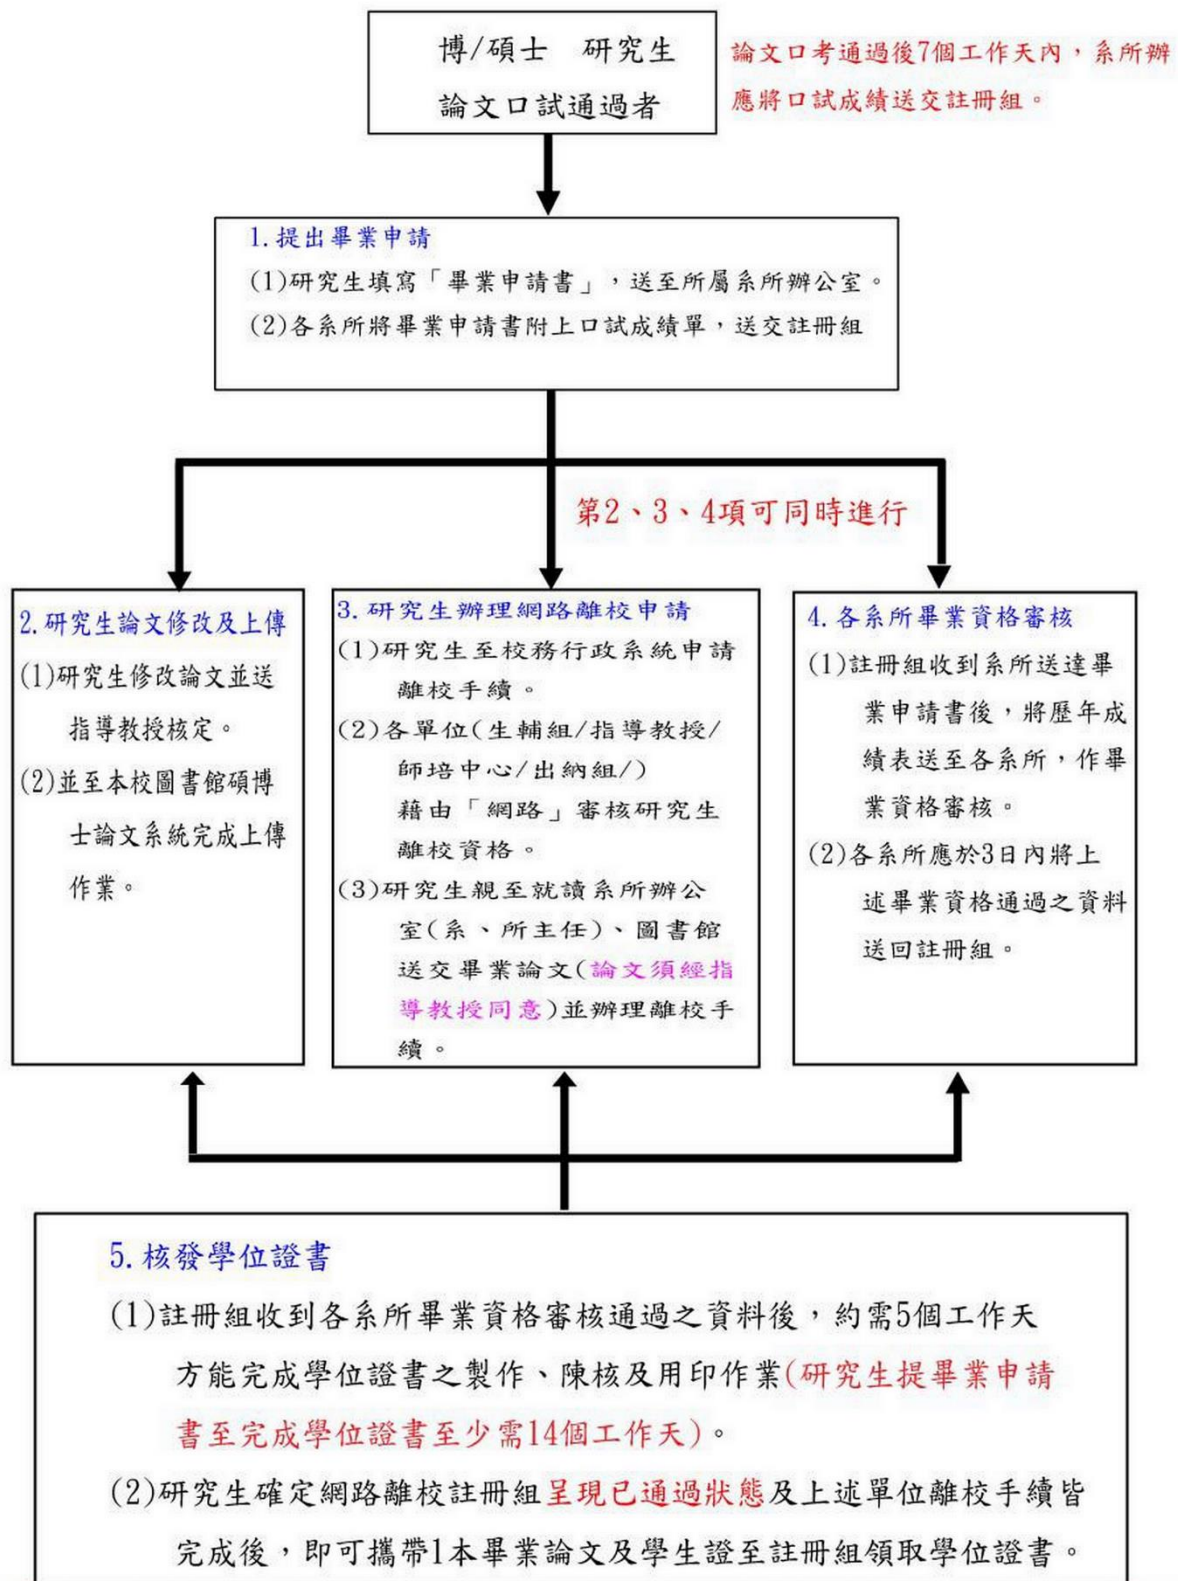 博/碩士　研究生
論文口試通過者
論文口考通過後7個工作天內，系所辦
應將口試成績送交註冊組。
1.提出畢業申請
(1)研究生填寫「畢業申請書」，送至所屬系所辦公室。
(2)各系所將畢業申請書附上口試成績單，送交註冊組
第2、3、4項可同時進行
2.研究生論文修改及上傳
(1)研究生修改論文並送
指導教授核定。
(2)並至本校圖書館碩博
士論文系統完成上傳
作業。
3.研究生辦理網路離校申請
(1)研究生至校務行政系統申請
離校手續。
(2)各單位(生輔組/指導教授/
師培中心/出納組/)
藉由「網路」審核研究生
離校資格。
(3)研究生親至就讀系所辦公
室(系、所主任)、圖書館
送交畢業論文(論文須經指
導教授同意)並辦理離校手
續。
4.各系所畢業資格審核
(1)註冊組收到系所送達畢
業申請書後，將歷年成
績表送至各系所，作畢
業資格審核。
(2)各系所應於3日內將上
述畢業資格通過之資料
送回註冊組。
5.核發學位證書
(1)註冊組收到各系所畢業資格審核通過之資料後，約需5個工作天
方能完成學位證書之製作、陳核及用印作業(研究生提畢業申請
書至完成學位證書至少需14個工作天)。
(2)研究生確定網路離校註冊組呈現已通過狀態及上述單位離校手續皆
完成後，即可攜帶1本畢業論文及學生證至註冊組領取學位證書。